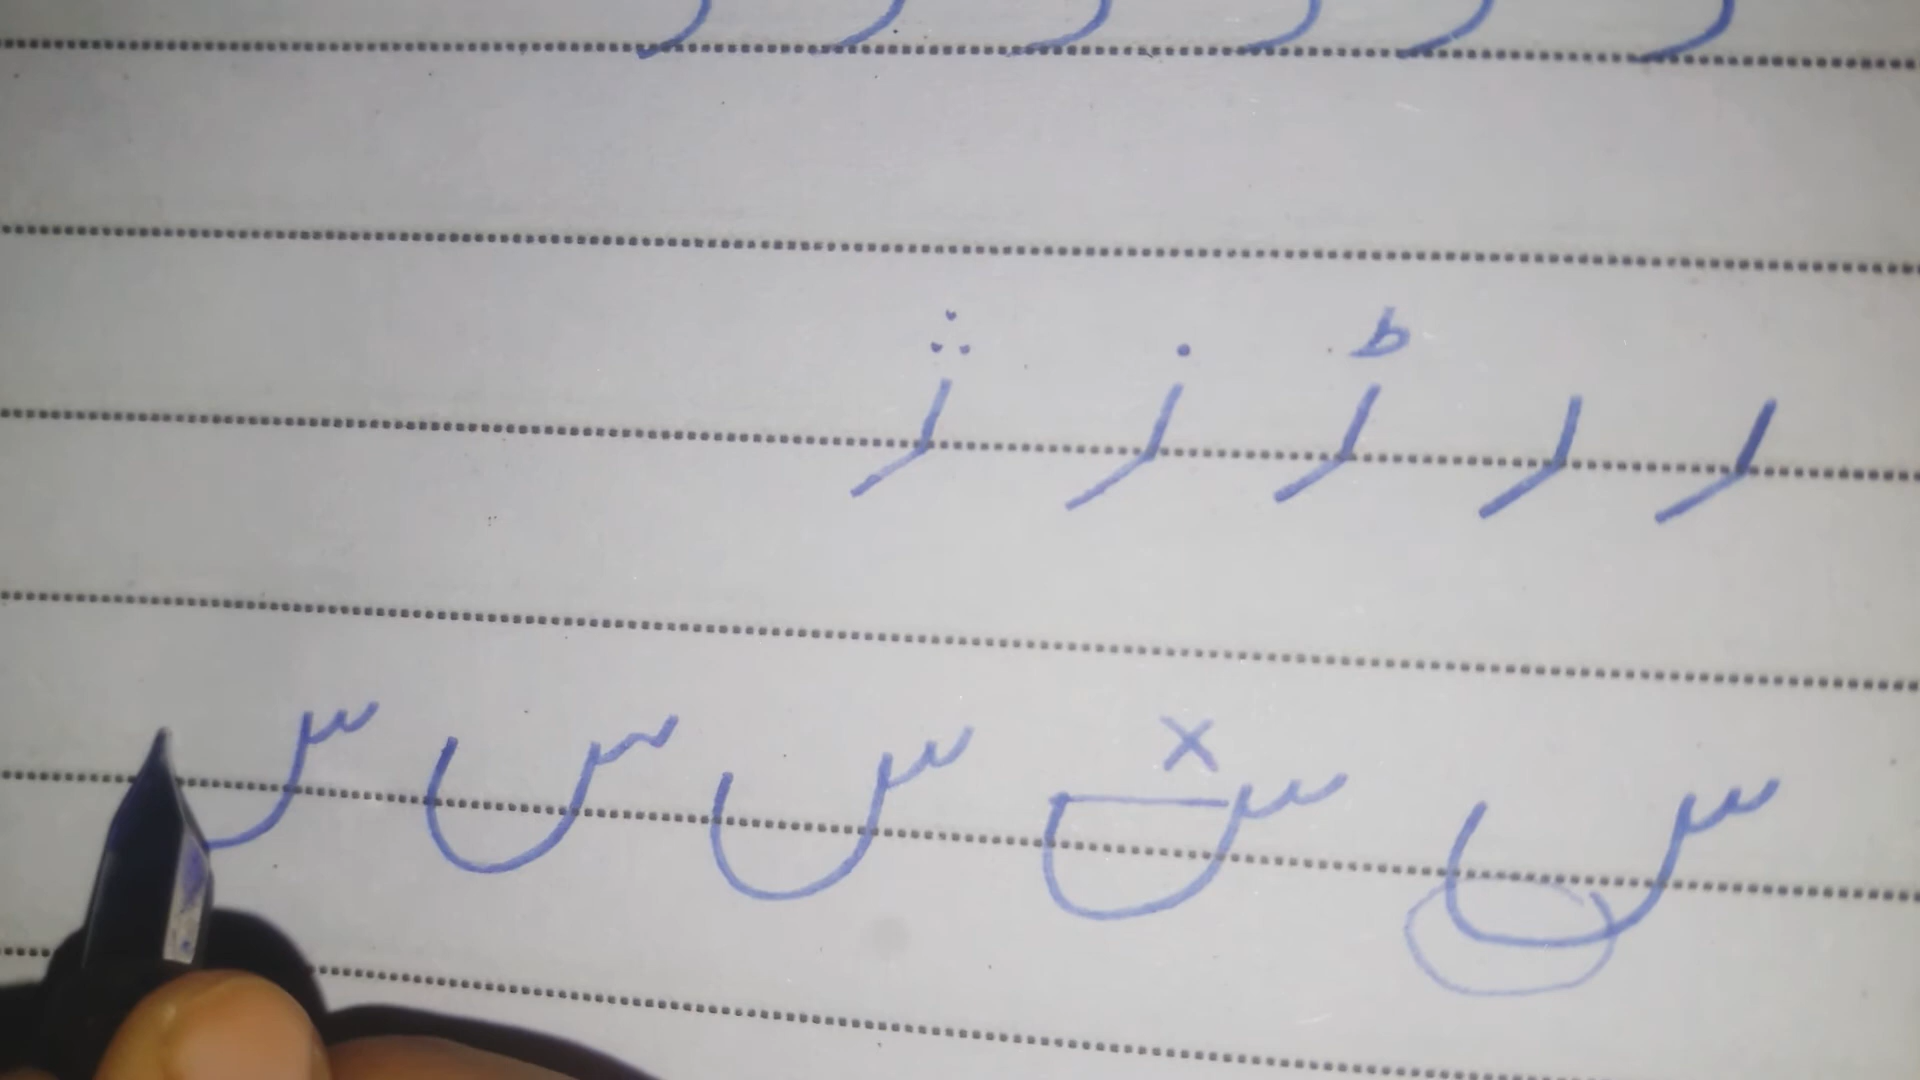 ر ر ڑ ز ژ
س س س س س